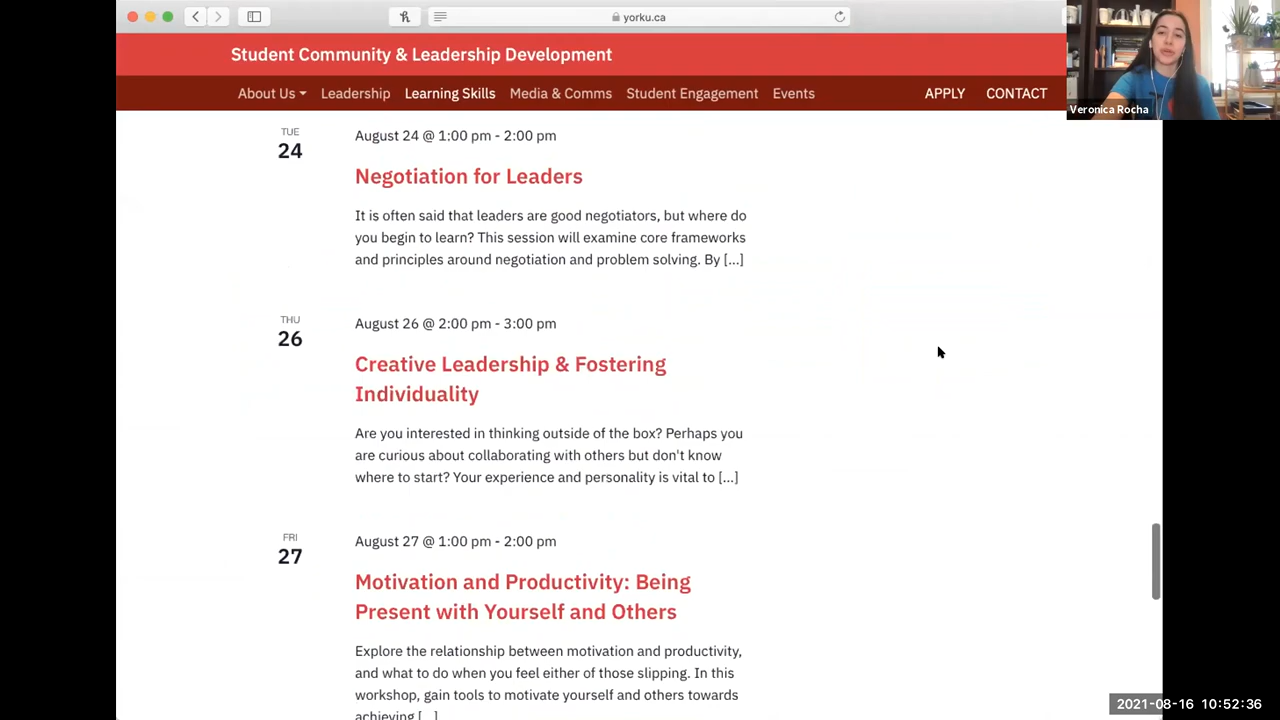 yorku.ca
Student Community & Leadership Development
About Us Leadership Learning Skills Media & Comms Student Engagement Events APPLY CONTACT
Veronica Rocha
TUE
24
August 24 @ 1:00 pm - 2:00 pm
Negotiation for Leaders
It is often said that leaders are good negotiators, but where do
you begin to learn? This session will examine core frameworks
and principles around negotiation and problem solving. By [...]
THU
26
August 26 @ 2:00 pm - 3:00 pm
Creative Leadership & Fostering
Individuality
Are you interested in thinking outside of the box? Perhaps you
are curious about collaborating with others but don't know
where to start? Your experience and personality is vital to [...]
FRI
27
August 27 @ 1:00 pm - 2:00 pm
Motivation and Productivity: Being
Present with Yourself and Others
Explore the relationship between motivation and productivity,
and what to do when you feel either of those slipping. In this
workshop, gain tools to motivate yourself and others towards
achieving [...]
2021-08-16 10:52:36